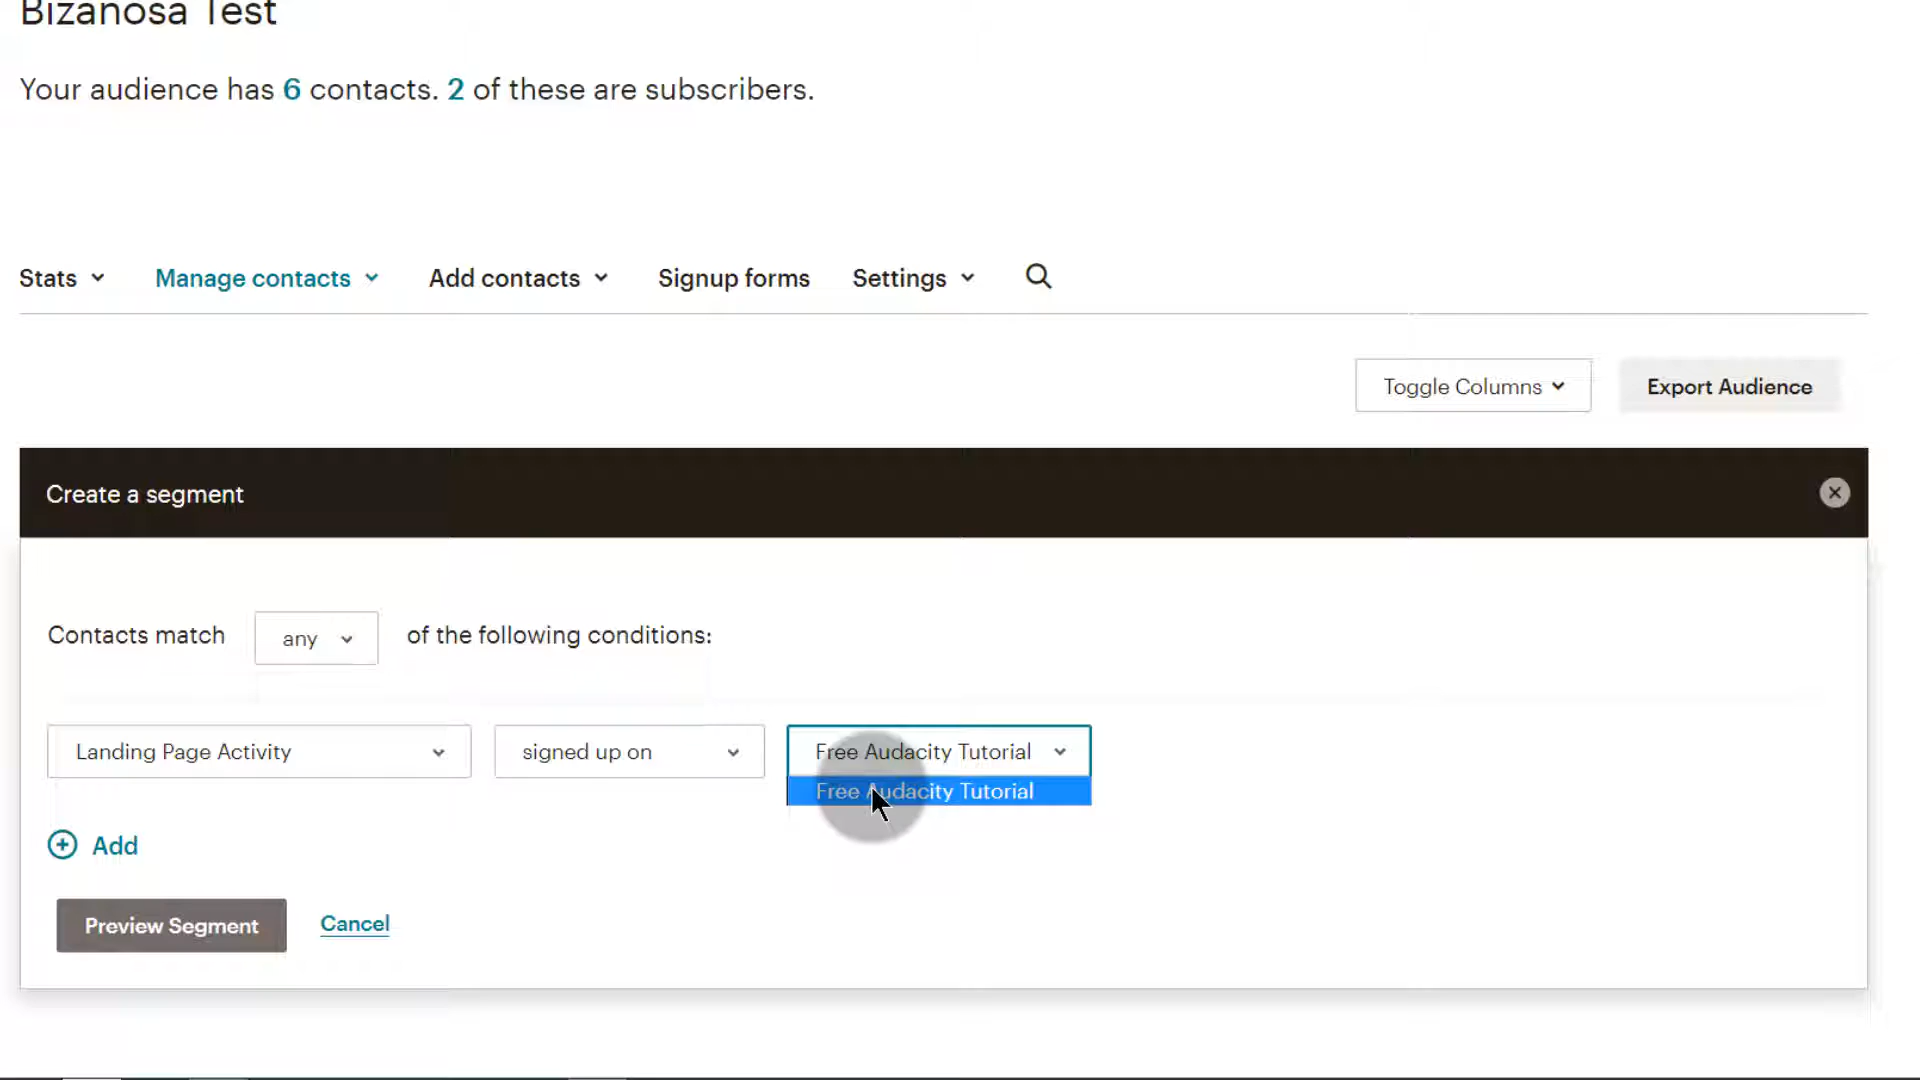 Bizanosa Test
Your audience has 6 contacts. 2 of these are subscribers.
Stats Manage contacts Add contacts Signup forms Settings
Toggle Columns Export Audience
Create a segment
Contacts match any of the following conditions:
Landing Page Activity signed up on Free Audacity Tutorial
Free Audacity Tutorial
Add
Preview Segment Cancel